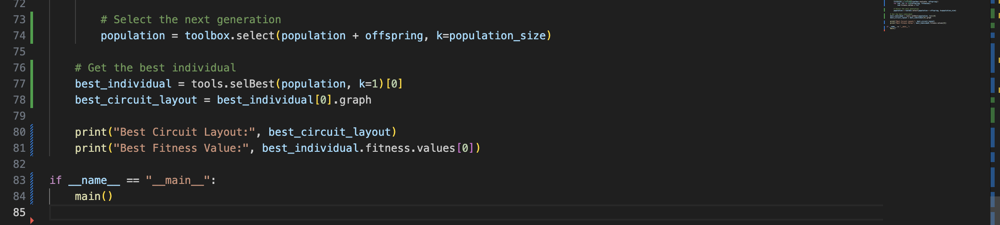 72
73 # Select the next generation
74 population = toolbox.select(population + offspring, k=population_size)
75
76 # Get the best individual
77 best_individual = tools.selBest(population, k=1)[0]
78 best_circuit_layout = best_individual[0].graph
79
80 print("Best Circuit Layout:", best_circuit_layout)
81 print("Best Fitness Value:", best_individual.fitness.values[0])
82
83 if __name__ == "__main__":
84 main()
85